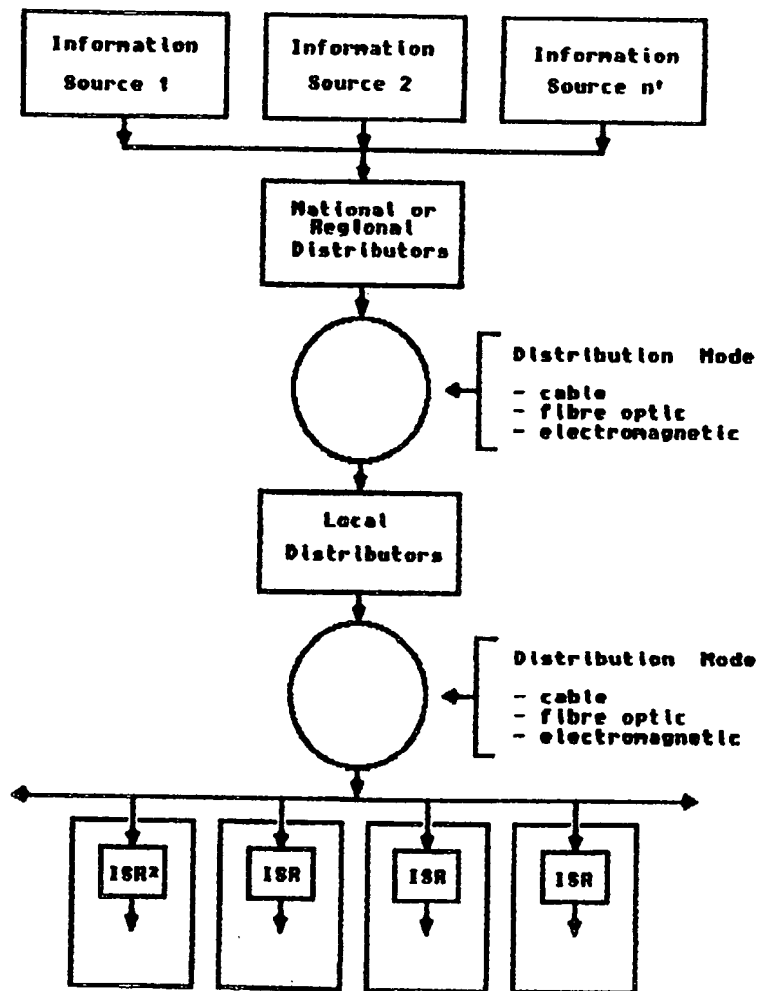 Information
Source 1
Information
Source 2
Information
Source n'
National or
Regional
Distributors
Distribution Mode
- cable
- fibre optic
- electromagnetic
Local
Distributors
Distribution Mode
- cable
- fibre optic
- electromagnetic
ISR²
ISR
ISR
ISR